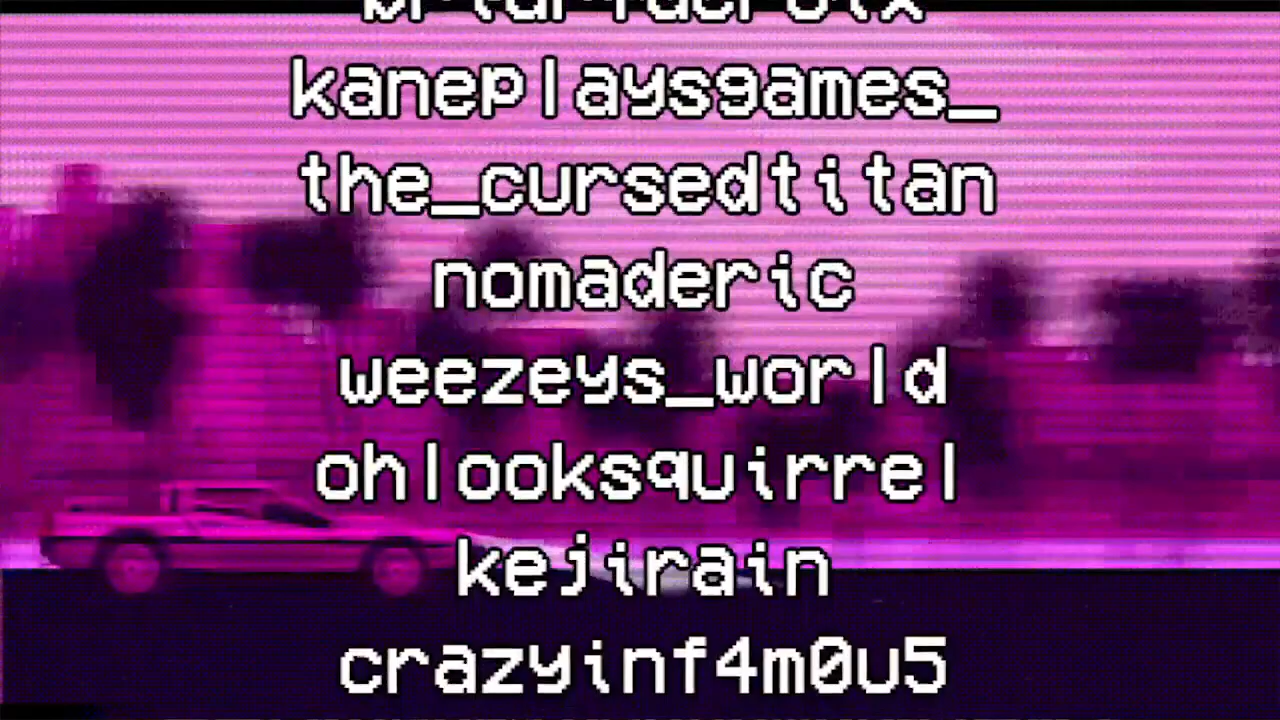 kaneplaysgames_
the_cursedtitan
nomaderic
weezeys_world
ohlooksquirrel
kejirain
crazyinf4m0u5